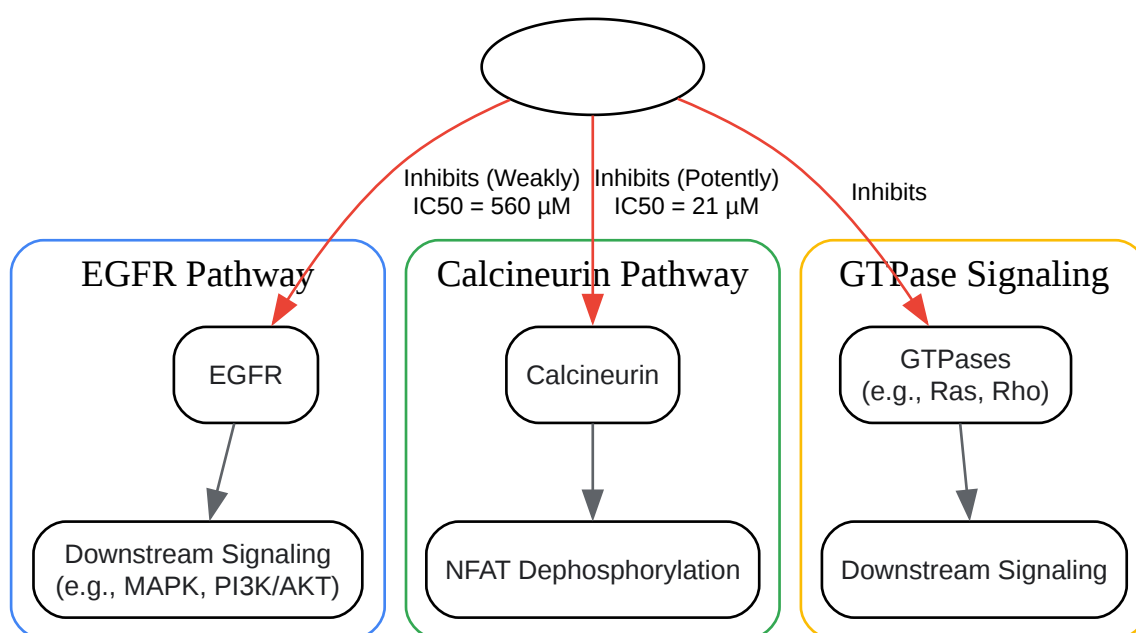 Inhibits (Weakly)
IC50 = 560 µM
Inhibits (Potently)
IC50 = 21 µM
Inhibits
EGFR Pathway
Calcineurin Pathway
GTPase Signaling
EGFR
Calcineurin
GTPases
(e.g., Ras, Rho)
Downstream Signaling
(e.g., MAPK, PI3K/AKT)
NFAT Dephosphorylation
Downstream Signaling